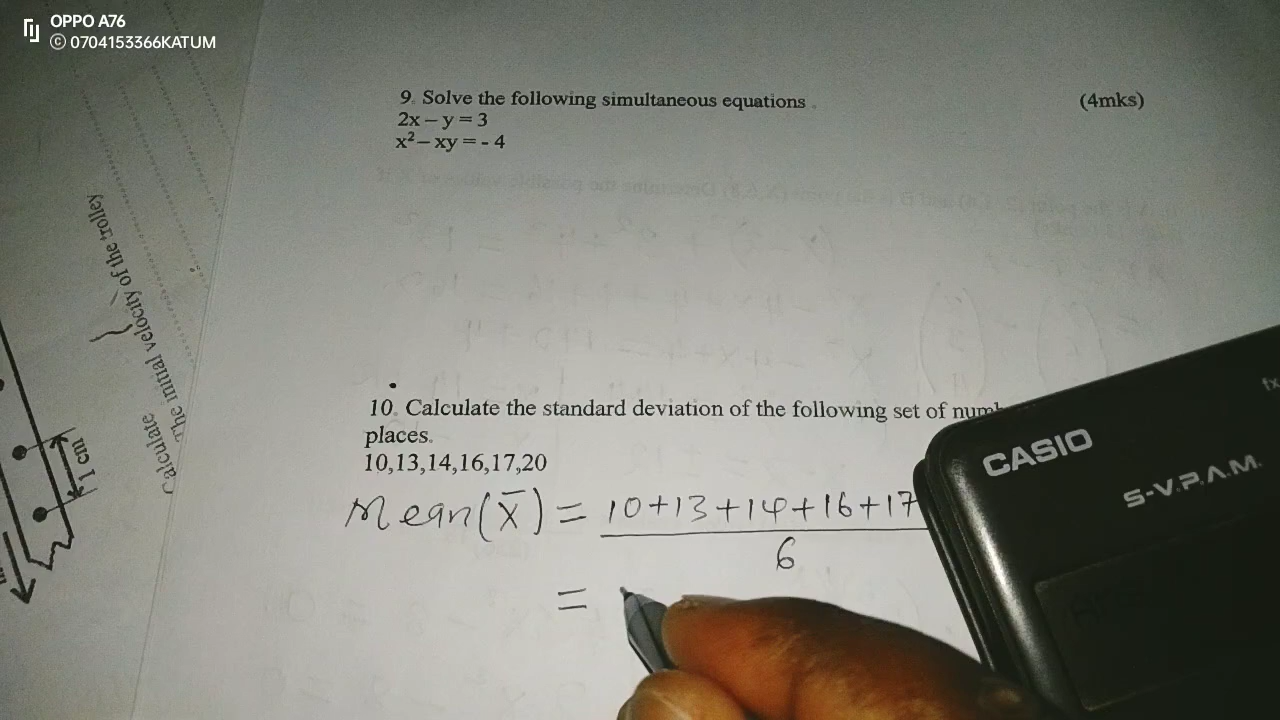 OPPO A76
© 0704153366KATUM
9. Solve the following simultaneous equations (4mks)
2x – y = 3
x² – xy = - 4
10. Calculate the standard deviation of the following set of
places.
10,13,14,16,17,20
Mean(x̄) = 10+13+14+16+17
6
=
Calculate
The initial velocity of the trolley
1 cm
CASIO
S-V.P.A.M.
fx